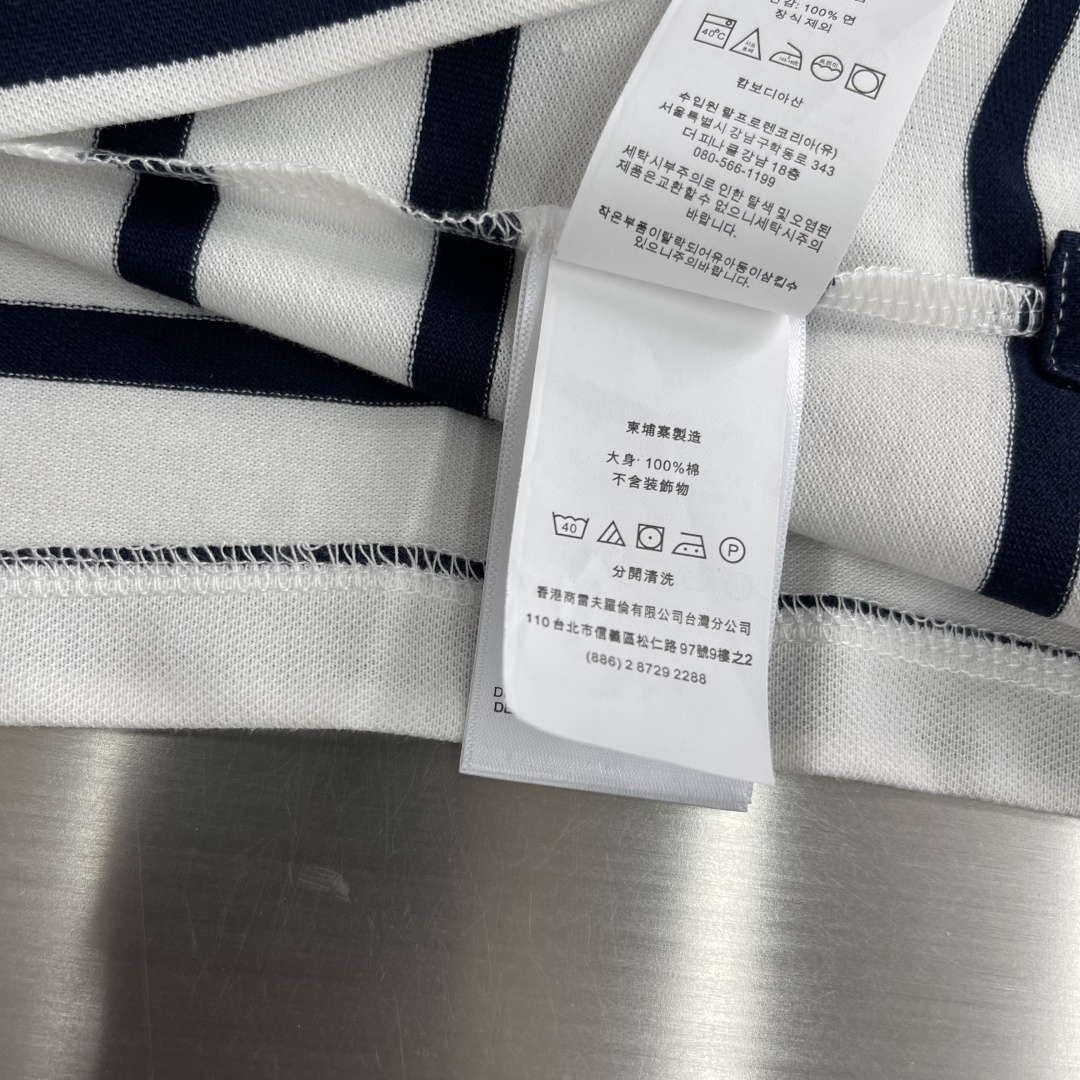 감: 100% 면
장식 제외
40℃
캄보디아산
수입원 랄프로렌코리아(유)
서울특별시 강남구학동로 343
더 피나클강남 18층
080-566-1199
세탁시부주의로 인한 탈색 및오염된
제품은교환할수 없으니세탁시주의
바랍니다.
작은부품이탈락되어유아동이삼킬수
있으니주의바랍니다.
柬埔寨製造
大身: 100%棉
不含裝飾物
40
P
分開清洗
香港商雷夫羅倫有限公司台灣分公司
110台北市信義區松仁路97號9樓之2
(886) 2 8729 2288
D
DE